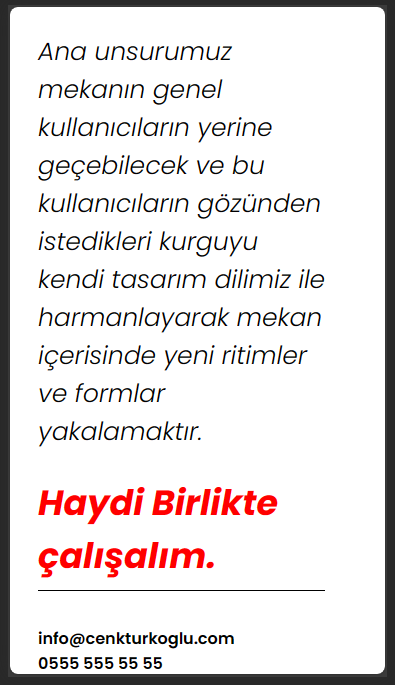 Ana unsurumuz
mekanın genel
kullanıcıların yerine
geçebilecek ve bu
kullanıcıların gözünden
istedikleri kurguyu
kendi tasarım dilimiz ile
harmanlayarak mekan
içerisinde yeni ritimler
ve formlar
yakalamaktır.
Haydi Birlikte
çalışalım.
info@cenkturkoglu.com
0555 555 55 55